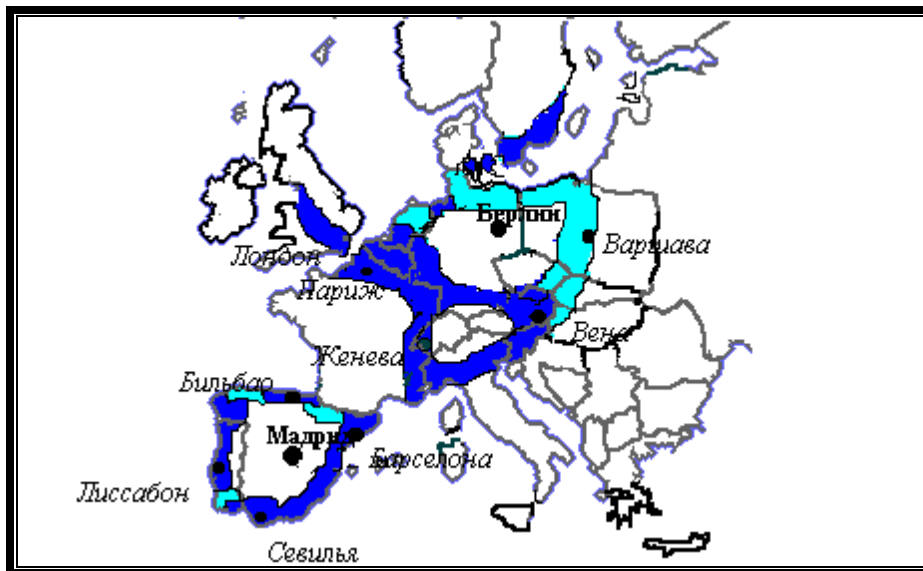 Берлин
Варшава
Лондон
Париж
Вена
Женева
Бильбао
Мадрид
Барселона
Лиссабон
Севилья